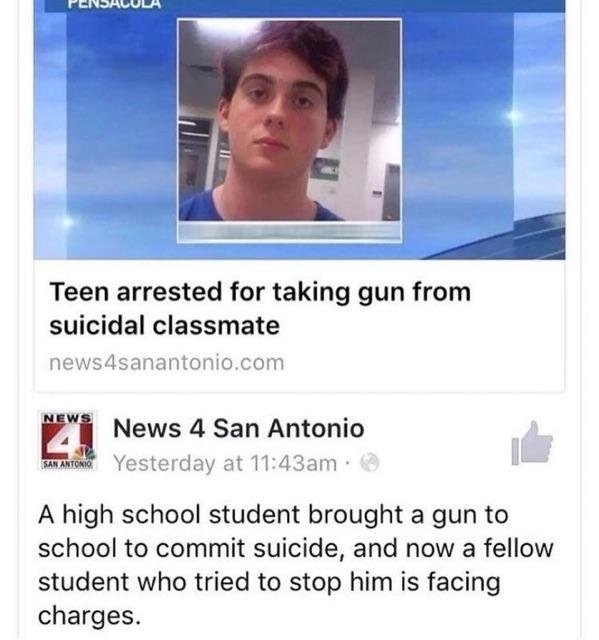 PENSACOLA
Teen arrested for taking gun from
suicidal classmate
news4sanantonio.com
NEWS
4
SAN ANTONIO
News 4 San Antonio
Yesterday at 11:43am ·
A high school student brought a gun to
school to commit suicide, and now a fellow
student who tried to stop him is facing
charges.